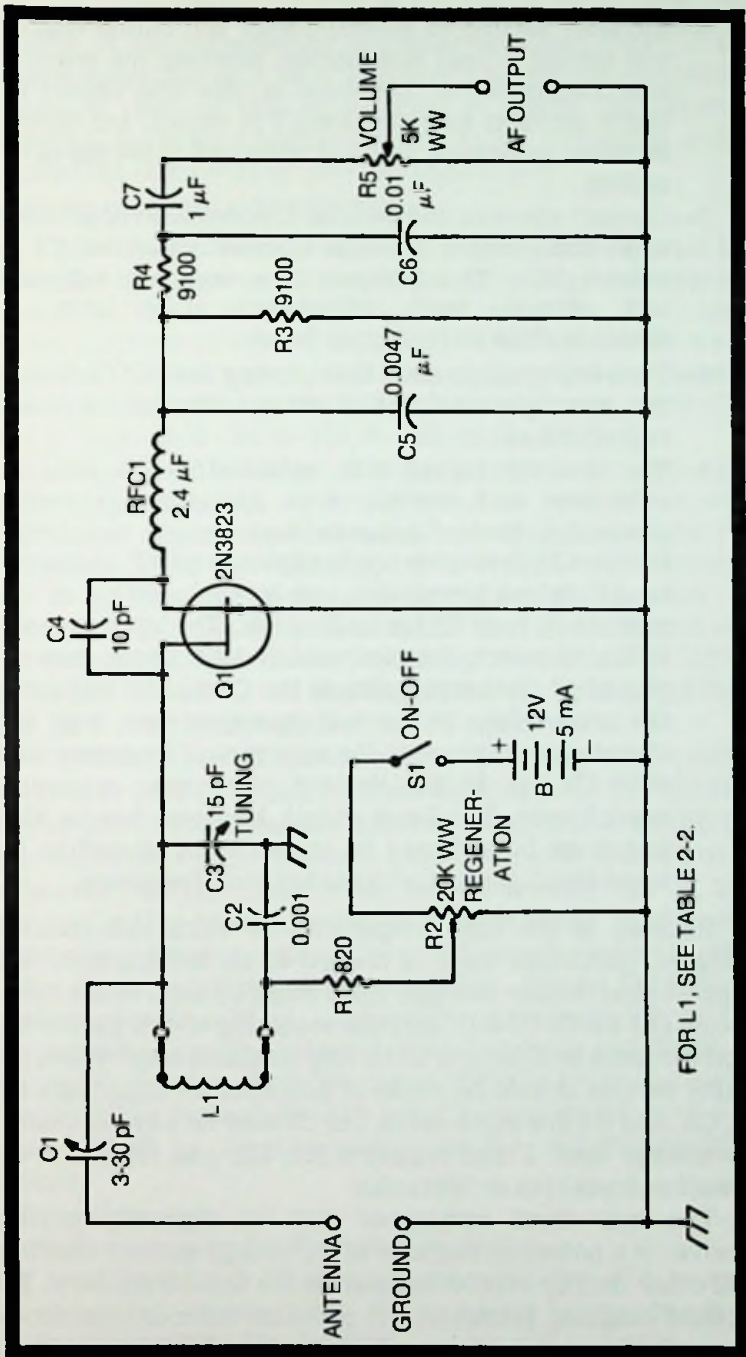 ANTENNA
GROUND
C1
3-30 pF
L1
C2
0.001
R1
820
C3
15 pF
TUNING
R2
20K WW
REGENER-
ATION
S1
ON-OFF
+
12V
B
5 mA
−
C4
10 pF
Q1
2N3823
RFC1
2.4 µF
C5
0.0047
µF
R3
9100
R4
9100
C6
0.01
µF
C7
1 µF
R5
VOLUME
5K
WW
AF OUTPUT
FOR L1, SEE TABLE 2-2.